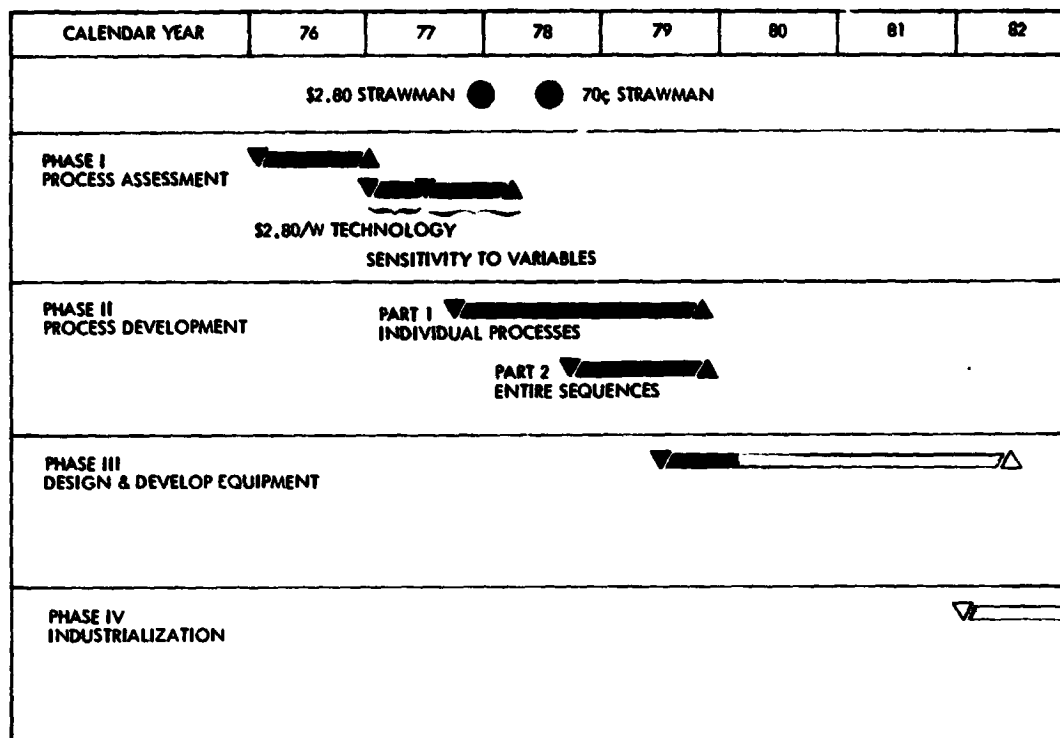 CALENDAR YEAR 76 77 78 79 80 81 82
$2.80 STRAWMAN 70¢ STRAWMAN
PHASE I
PROCESS ASSESSMENT
$2.80/W TECHNOLOGY
SENSITIVITY TO VARIABLES
PHASE II
PROCESS DEVELOPMENT
PART 1
INDIVIDUAL PROCESSES
PART 2
ENTIRE SEQUENCES
PHASE III
DESIGN & DEVELOP EQUIPMENT
PHASE IV
INDUSTRIALIZATION